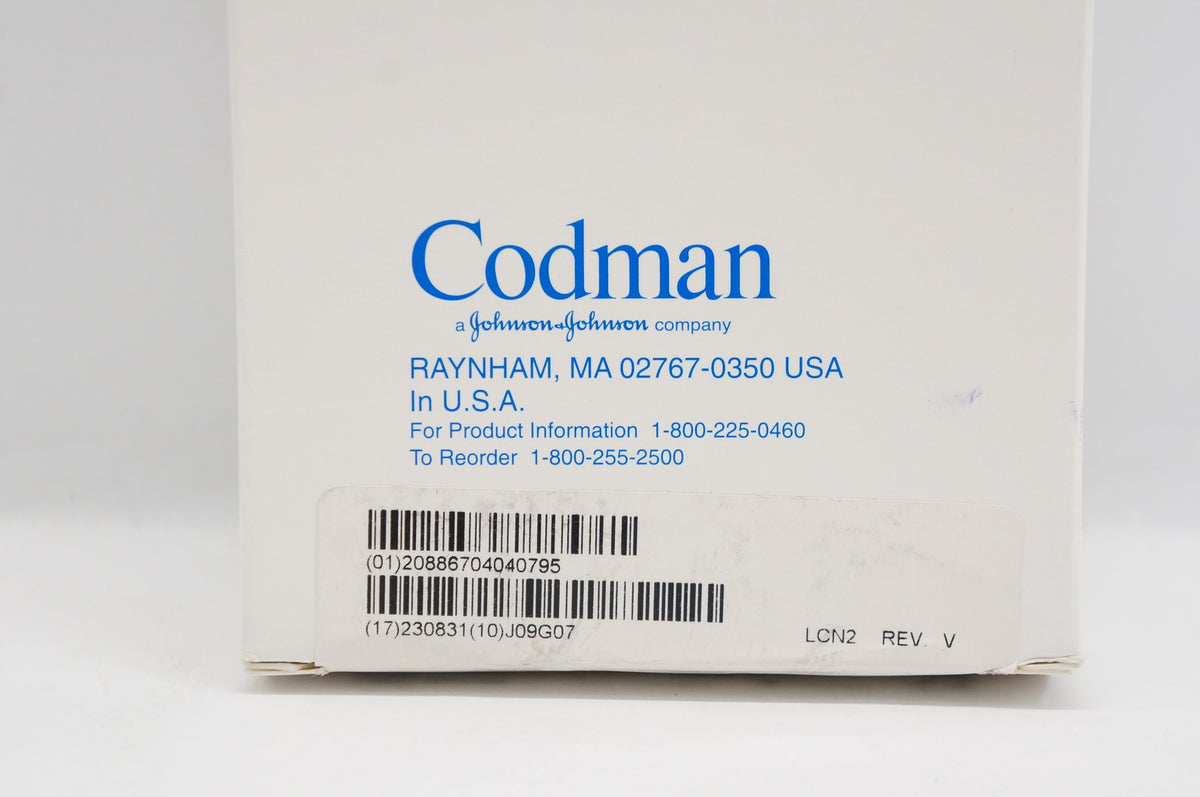 Codman
a Johnson & Johnson company
RAYNHAM, MA 02767-0350 USA
In U.S.A.
For Product Information 1-800-225-0460
To Reorder 1-800-255-2500
(01)20886704040795
(17)230831(10)J09G07
LCN2 REV. V